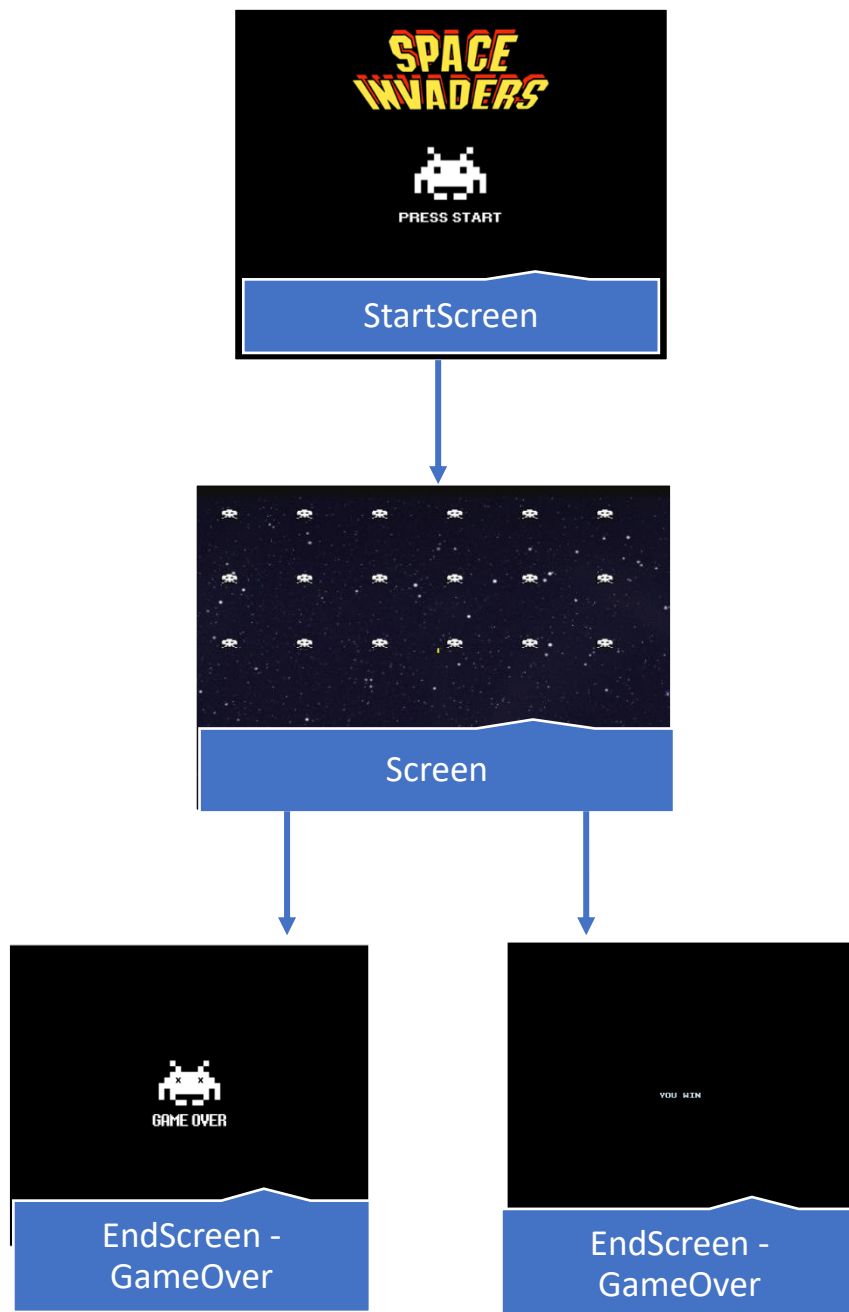 SPACE
INVADERS
PRESS START
StartScreen
Screen
GAME OVER
EndScreen -
GameOver
YOU WIN
EndScreen -
GameOver